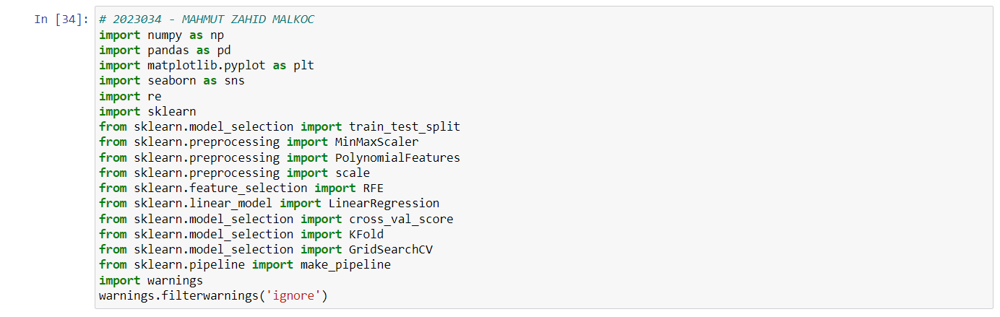 In [34]: # 2023034 - MAHMUT ZAHID MALKOC
import numpy as np
import pandas as pd
import matplotlib.pyplot as plt
import seaborn as sns
import re
import sklearn
from sklearn.model_selection import train_test_split
from sklearn.preprocessing import MinMaxScaler
from sklearn.preprocessing import PolynomialFeatures
from sklearn.preprocessing import scale
from sklearn.feature_selection import RFE
from sklearn.linear_model import LinearRegression
from sklearn.model_selection import cross_val_score
from sklearn.model_selection import KFold
from sklearn.model_selection import GridSearchCV
from sklearn.pipeline import make_pipeline
import warnings
warnings.filterwarnings('ignore')